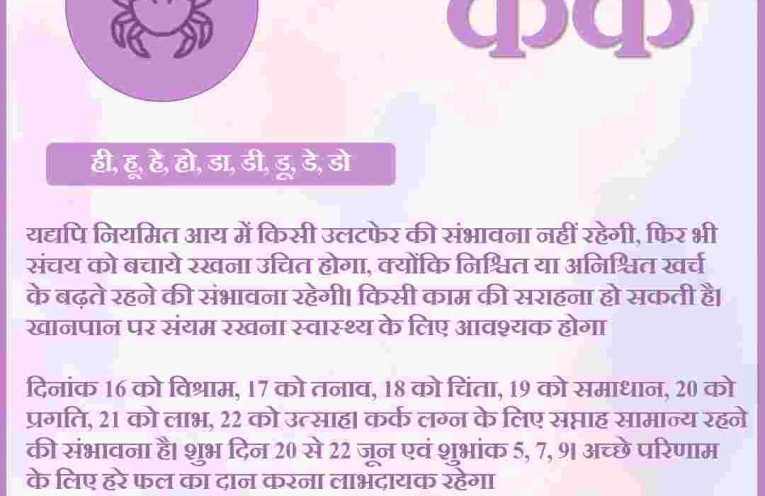 कर्क
ही, हू, हे, हो, डा, डी, डू, डे, डो
यद्यपि नियमित आय में किसी उलटफेर की संभावना नहीं रहेगी, फिर भी
संचय को बचाये रखना उचित होगा, क्योंकि निश्चित या अनिश्चित खर्च
के बढ़ते रहने की संभावना रहेगी। किसी काम की सराहना हो सकती है।
खानपान पर संयम रखना स्वास्थ्य के लिए आवश्यक होगा
दिनांक 16 को विश्राम, 17 को तनाव, 18 को चिंता, 19 को समाधान, 20 को
प्रगति, 21 को लाभ, 22 को उत्साह। कर्क लग्न के लिए सप्ताह सामान्य रहने
की संभावना है। शुभ दिन 20 से 22 जून एवं शुभांक 5, 7, 9। अच्छे परिणाम
के लिए हरे फल का दान करना लाभदायक रहेगा